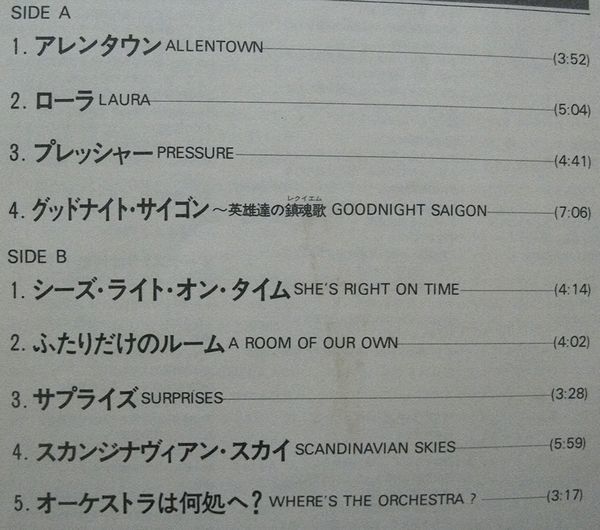 SIDE A
1. アレンタウン ALLENTOWN (3:52)
2. ローラ LAURA (5:04)
3. プレッシャー PRESSURE (4:41)
レクイエム
4. グッドナイト・サイゴン 〜英雄達の鎮魂歌 GOODNIGHT SAIGON (7:06)
SIDE B
1. シーズ・ライト・オン・タイム SHE'S RIGHT ON TIME (4:14)
2. ふたりだけのルーム A ROOM OF OUR OWN (4:02)
3. サプライズ SURPRISES (3:28)
4. スカンジナヴィアン・スカイ SCANDINAVIAN SKIES (5:59)
5. オーケストラは何処へ? WHERE'S THE ORCHESTRA ? (3:17)